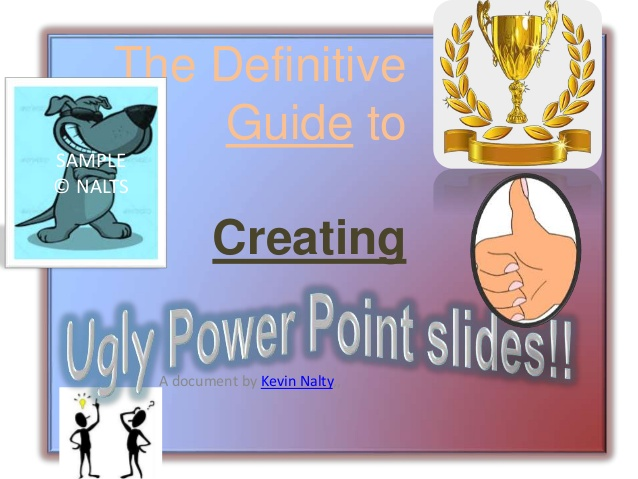 The Definitive
Guide to
SAMPLE
© NALTS
Creating
Ugly Power Point slides!!
A document by Kevin Nalty.
?